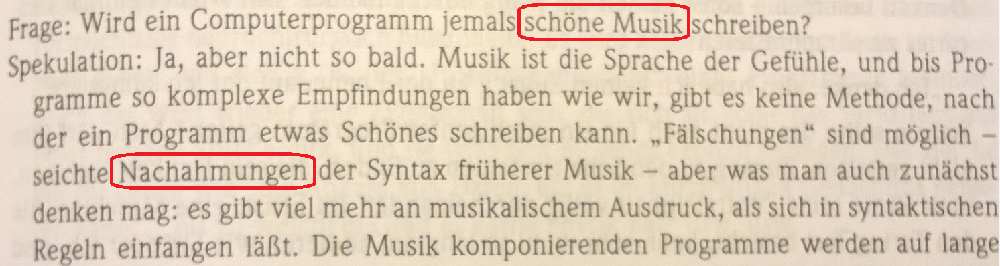 Frage: Wird ein Computerprogramm jemals schöne Musik schreiben?
Spekulation: Ja, aber nicht so bald. Musik ist die Sprache der Gefühle, und bis Pro-
gramme so komplexe Empfindungen haben wie wir, gibt es keine Methode, nach
der ein Programm etwas Schönes schreiben kann. „Fälschungen“ sind möglich –
seichte Nachahmungen der Syntax früherer Musik – aber was man auch zunächst
denken mag: es gibt viel mehr an musikalischem Ausdruck, als sich in syntaktischen
Regeln einfangen läßt. Die Musik komponierenden Programme werden auf lange